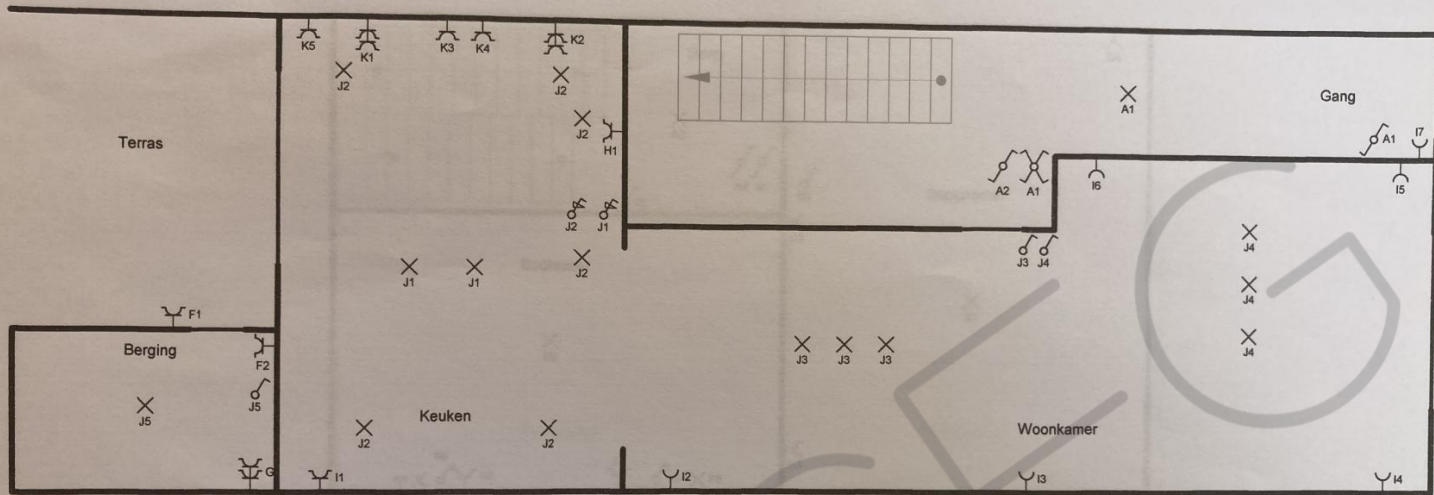 K5 K1 K3 K4 K2
J2 J2
A1
Gang
J2
Terras
H1
A1 I7
A2 A1 I6 I5
J2 J1
J3 J4
J4
J1 J1 J2
J4
F1
Berging
F2
J3 J3 J3
J4
J5
J5
Keuken
J2 J2
Woonkamer
G
I1 I2 I3 I4